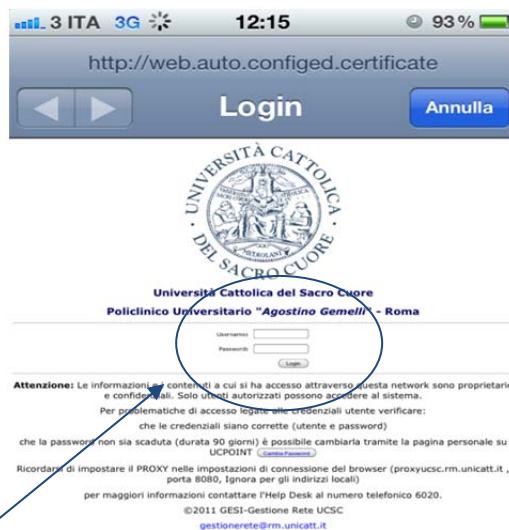 3 ITA 3G 12:15 93 %
http://web.auto.configed.certificate
Login Annulla
UNIVERSITÀ CATTOLICA
DEL SACRO CUORE
Università Cattolica del Sacro Cuore
Policlinico Universitario "Agostino Gemelli" - Roma
Username:
Password:
Login
Attenzione: Le informazioni e i contenuti a cui si ha accesso attraverso questa network sono proprietarie
e confidenziali. Solo utenti autorizzati possono accedere al sistema.
Per problematiche di accesso legate alle credenziali utente verificare:
che le credenziali siano corrette (utente e password)
che la password non sia scaduta (durata 90 giorni) è possibile cambiarla tramite la pagina personale su
UCPOINT Cambia Password
Ricordarsi di impostare il PROXY nelle impostazioni di connessione del browser (proxyucsc.rm.unicatt.it ,
porta 8080, Ignora per gli indirizzi locali)
per maggiori informazioni contattare l'Help Desk al numero telefonico 6020.
©2011 GESI-Gestione Rete UCSC
gestionerete@rm.unicatt.it